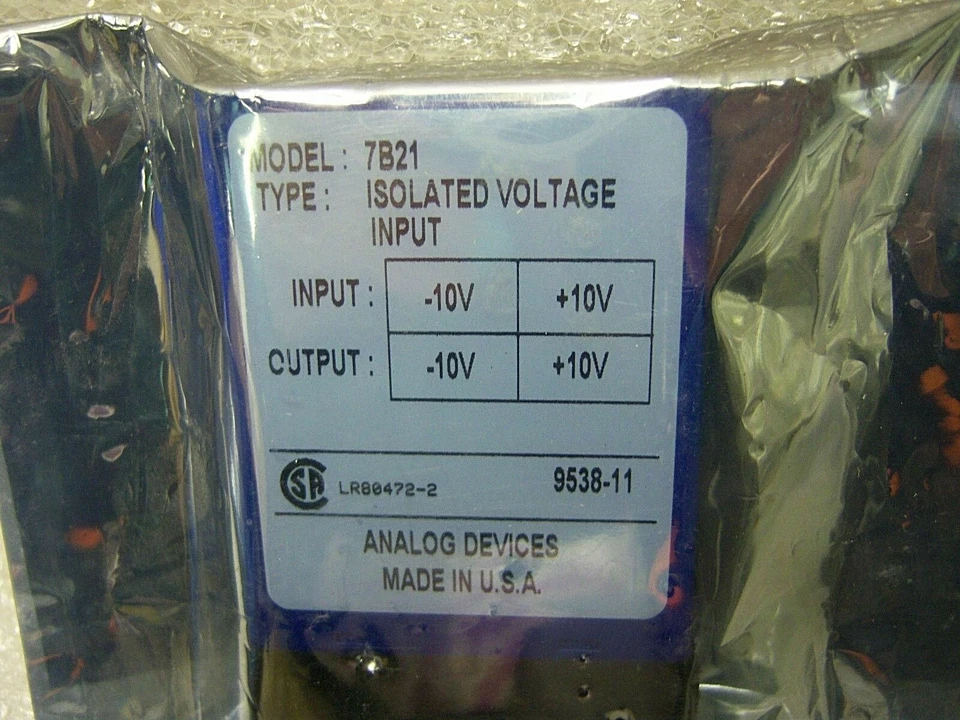 MODEL : 7B21
TYPE : ISOLATED VOLTAGE
INPUT
INPUT : -10V +10V
OUTPUT : -10V +10V
CSA LR80472-2 9538-11
ANALOG DEVICES
MADE IN U.S.A.